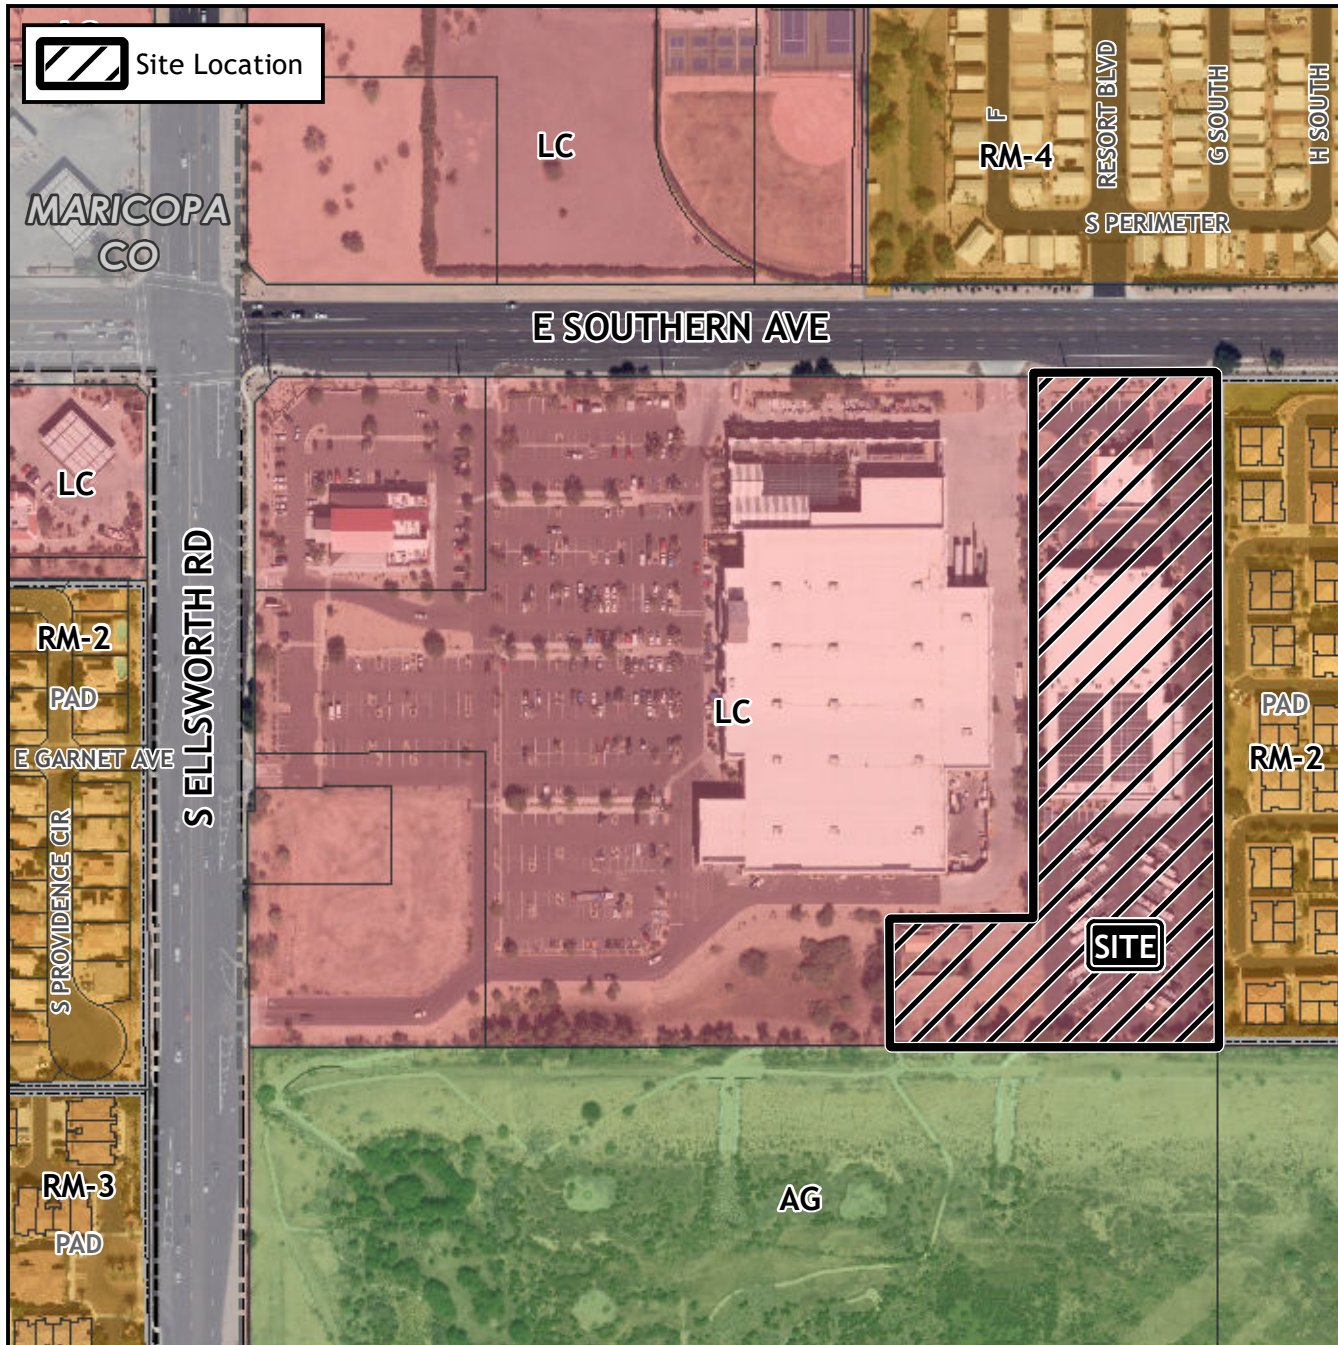 Site Location
LC
RM-4
F
RESORT BLVD
G SOUTH
H SOUTH
S PERIMETER
MARICOPA
CO
E SOUTHERN AVE
LC
S ELLSWORTH RD
RM-2
PAD
E GARNET AVE
S PROVIDENCE CIR
LC
PAD
RM-2
SITE
RM-3
PAD
AG